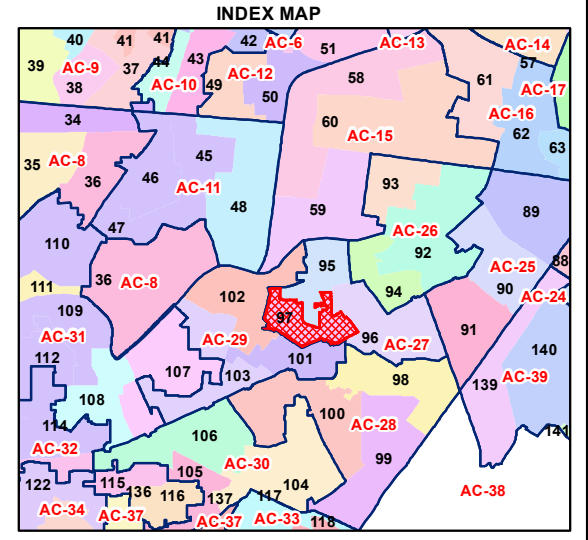 INDEX MAP
40 41 41 42 AC-6 51 AC-13 AC-14
39 AC-9 37 44 43 AC-12 58 57
38 AC-10 49 50 61 AC-17
AC-16
34 60 AC-15 62
35 AC-8 45 63
36 46 AC-11 93
48 59 89
47 AC-26
110 92
36 AC-8 95 AC-25 88
111 102 94 90 AC-24
109 97
AC-31 AC-29 96 AC-27 91
112 101 140
107 103 98 139 AC-39
108
114 106 100 AC-28 141
AC-32 99
105 AC-30
122 115 136 116 137 117 104 AC-38
AC-34 AC-37 AC-37 AC-33 118